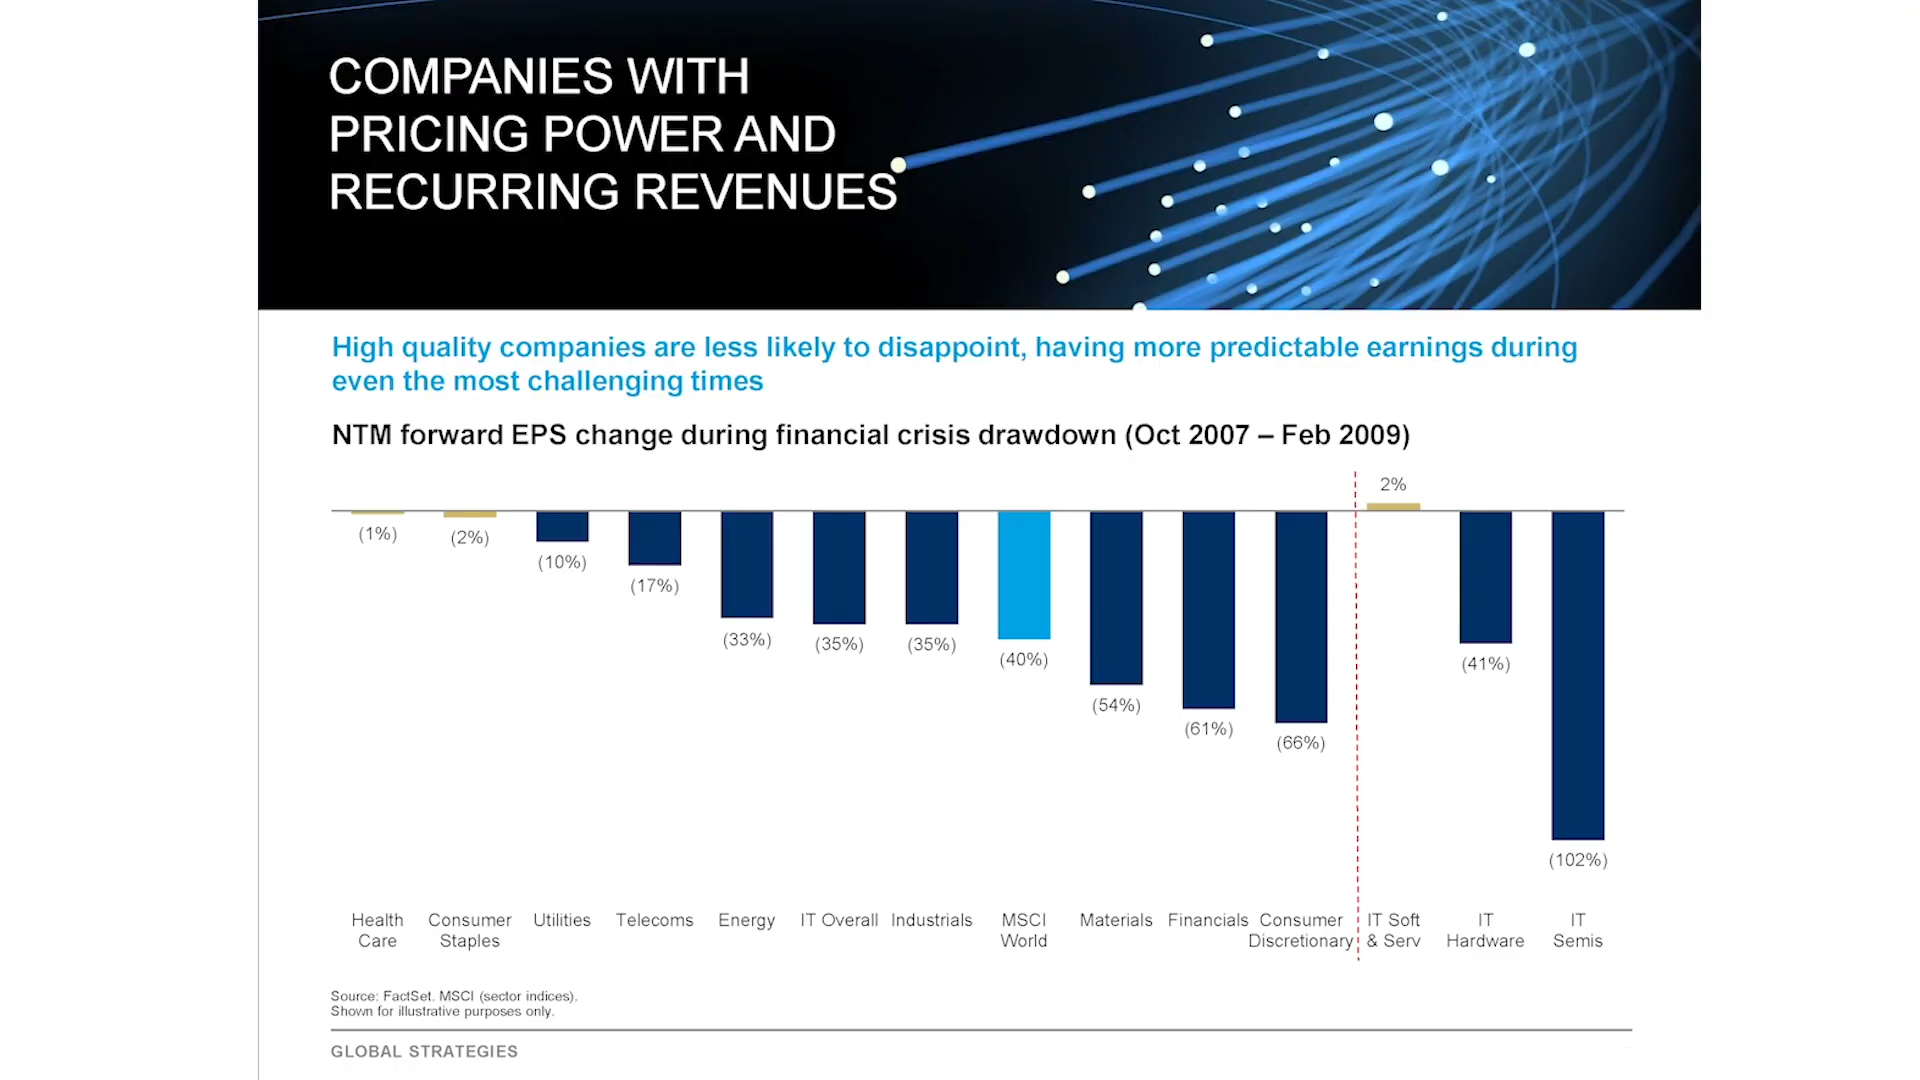 COMPANIES WITH
PRICING POWER AND
RECURRING REVENUES
High quality companies are less likely to disappoint, having more predictable earnings during
even the most challenging times
NTM forward EPS change during financial crisis drawdown (Oct 2007 – Feb 2009)
2%
(1%)
(2%)
(10%)
(17%)
(33%)
(35%)
(35%)
(40%)
(54%)
(61%)
(66%)
(41%)
(102%)
Health
Care
Consumer
Staples
Utilities
Telecoms
Energy
IT Overall
Industrials
MSCI
World
Materials
Financials
Consumer
Discretionary
IT Soft
& Serv
IT
Hardware
IT
Semis
Source: FactSet. MSCI (sector indices).
Shown for illustrative purposes only.
GLOBAL STRATEGIES